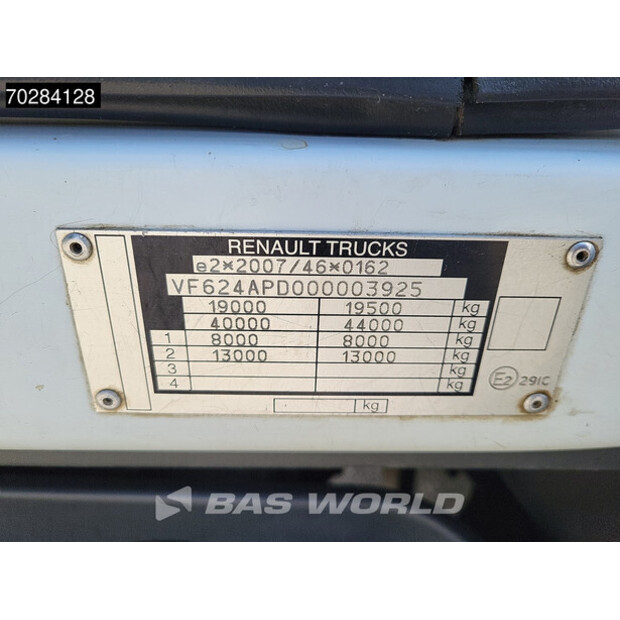 70284128
RENAULT TRUCKS
e2*2007/46*0162
VF624APD000003925
19000 19500 kg
40000 44000 kg
1 8000 8000 kg
2 13000 13000 kg
3 kg
4 kg
kg
E2 291C
BAS WORLD